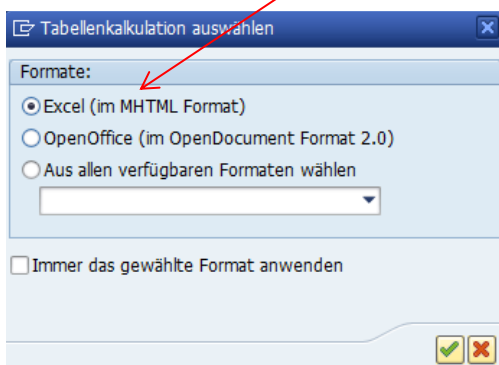 Tabellenkalkulation auswählen
Formate:
Excel (im MHTML Format)
OpenOffice (im OpenDocument Format 2.0)
Aus allen verfügbaren Formaten wählen
Immer das gewählte Format anwenden